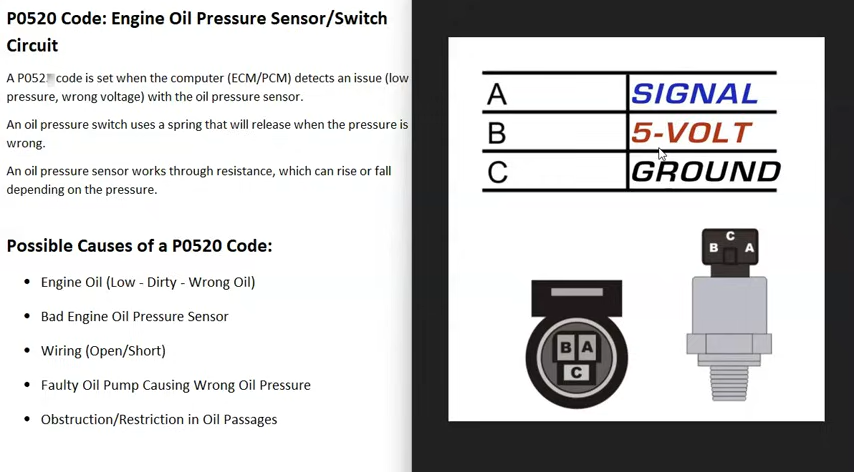 P0520 Code: Engine Oil Pressure Sensor/Switch
Circuit
A code is set when the computer (ECM/PCM) detects an issue (low
pressure, wrong voltage) with the oil pressure sensor.
An oil pressure switch uses a spring that will release when the pressure is
wrong.
An oil pressure sensor works through resistance, which can rise or fall
depending on the pressure.
Possible Causes of a P0520 Code:
Engine Oil (Low - Dirty - Wrong Oil)
Bad Engine Oil Pressure Sensor
Wiring (Open/Short)
Faulty Oil Pump Causing Wrong Oil Pressure
Obstruction/Restriction in Oil Passages
A SIGNAL
B 5-VOLT
C GROUND
C
B A
B A
C